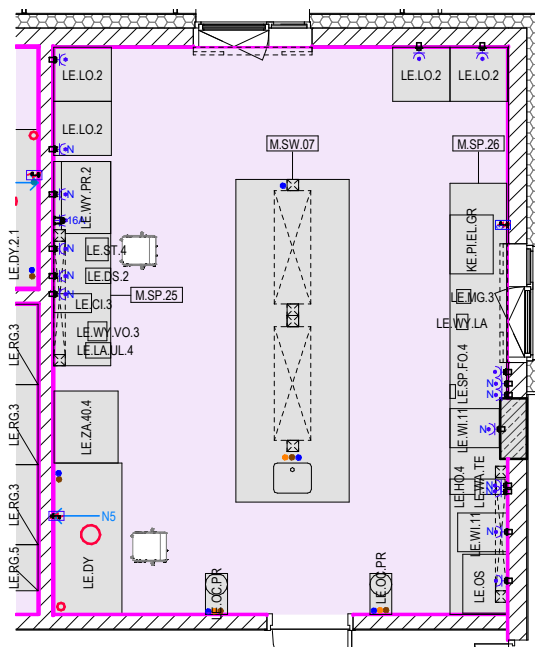 LE.LO.2
LE.LO.2
LE.LO.2
LE.LO.2
N
M.SW.07
M.SP.26
LE.WY.PR.2
N
16A
KE.PI.EL.GR
LE.DY.2.1
N
LE.ST.4
N
LE.DS.2
N
LE.CI.3
M.SP.25
LE.MG.3
LE.WY.LA
LE.WY.VO.3
LE.LA.UL.4
LE.RG.3
LE.SP.FO.4
N
N
LE.RG.3
LE.ZA.40.4
LE.WI.11
N
LE.RG.3
LE.HO.4
LE.WA.TE
N
N5
LE.WI.11
N
LE.RG.5
LE.DY
LE.OC.PR
LE.OC.PR
LE.OS